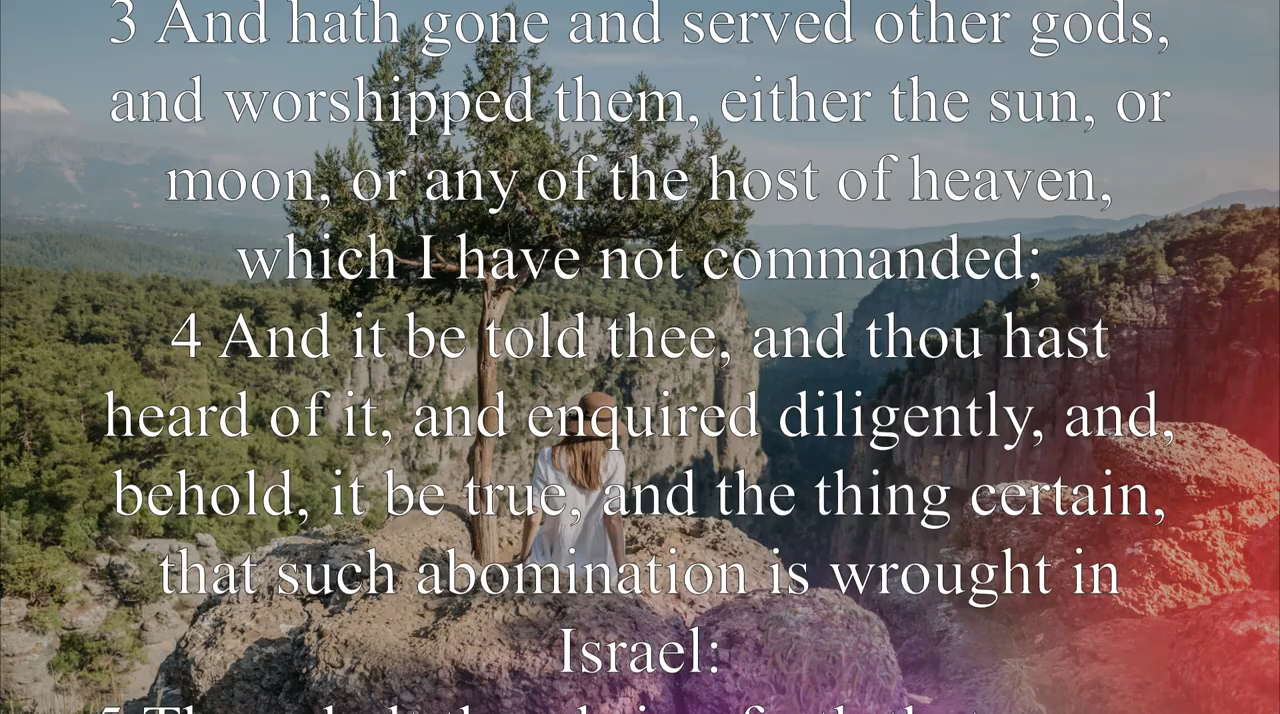 3 And hath gone and served other gods,
and worshipped them, either the sun, or
moon, or any of the host of heaven,
which I have not commanded;
4 And it be told thee, and thou hast
heard of it, and enquired diligently, and,
behold, it be true, and the thing certain,
that such abomination is wrought in
Israel: